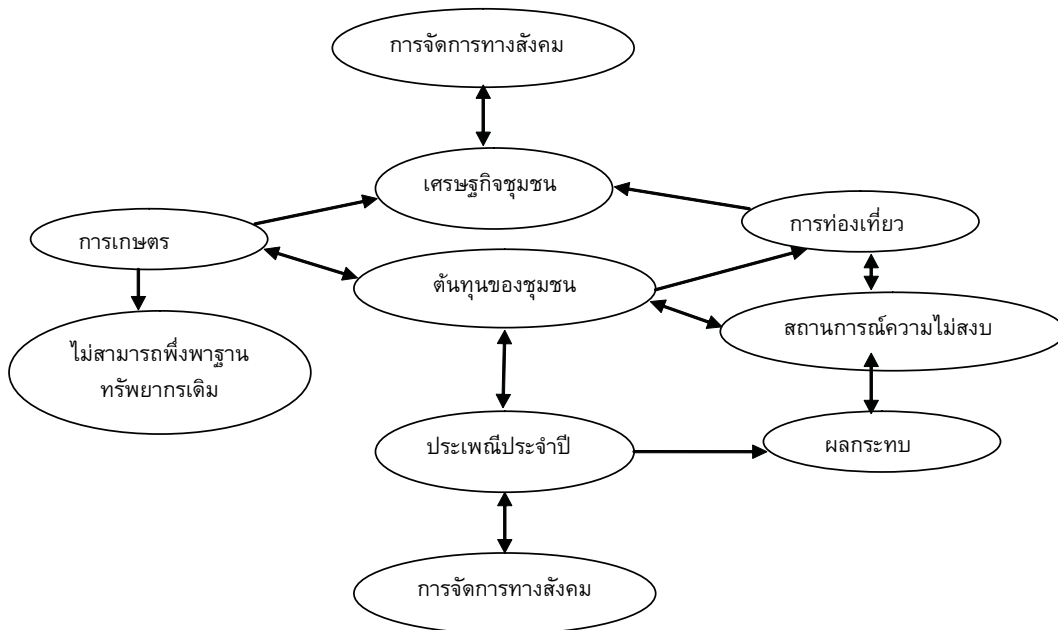 การจัดการทางสังคม
เศรษฐกิจชุมชน
การท่องเที่ยว
การเกษตร
ต้นทุนของชุมชน
สถานการณ์ความไม่สงบ
ไม่สามารถพึ่งพาฐาน
ทรัพยากรเดิม
ประเพณีประจำปี
ผลกระทบ
การจัดการทางสังคม